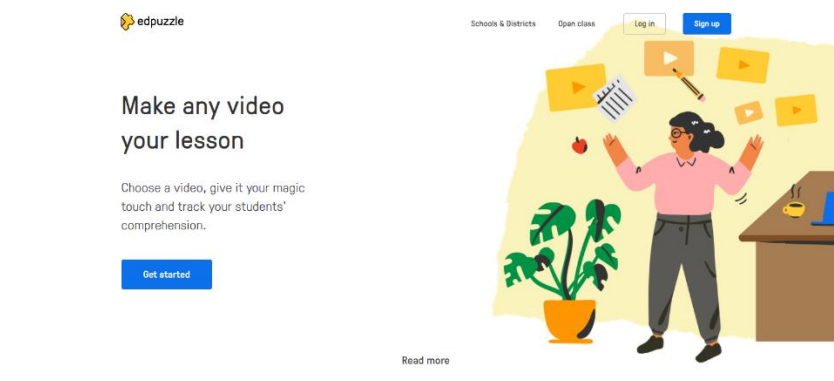 edpuzzle
Schools & Districts
Open class
Log in
Sign up
Make any video
your lesson
Choose a video, give it your magic
touch and track your students'
comprehension.
Get started
Read more